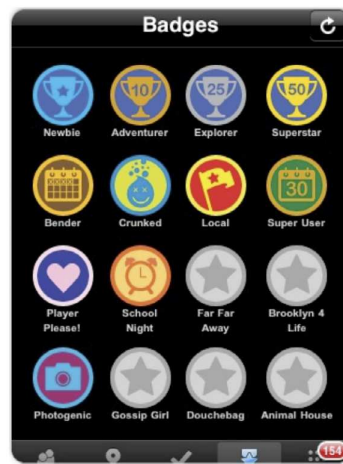 Badges
10
25
50
Newbie Adventurer Explorer Superstar
30
Bender Crunked Local Super User
Player Please! School Night Far Far Away Brooklyn 4 Life
Photogenic Gossip Girl Douchebag Animal House
154